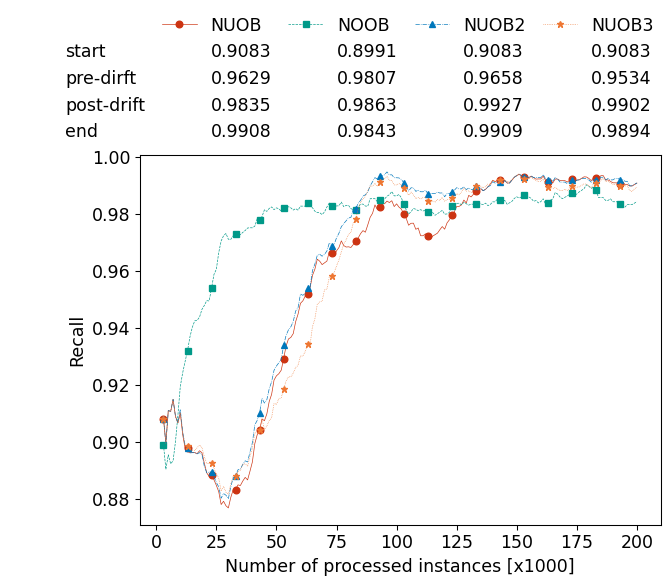 NUOB NOOB NUOB2 NUOB3
start 0.9083 0.8991 0.9083 0.9083
pre-dirft 0.9629 0.9807 0.9658 0.9534
post-drift 0.9835 0.9863 0.9927 0.9902
end 0.9908 0.9843 0.9909 0.9894
1.00
0.98
0.96
0.94
0.92
0.90
0.88
Recall
0 25 50 75 100 125 150 175 200
Number of processed instances [x1000]